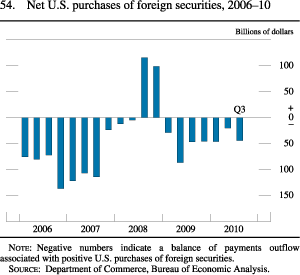 54. Net U.S. purchases of foreign securities, 2006–10
Billions of dollars
100
50
Q3
+
0
–
50
100
150
2006 2007 2008 2009 2010
NOTE: Negative numbers indicate a balance of payments outflow
associated with positive U.S. purchases of foreign securities.
SOURCE: Department of Commerce, Bureau of Economic Analysis.